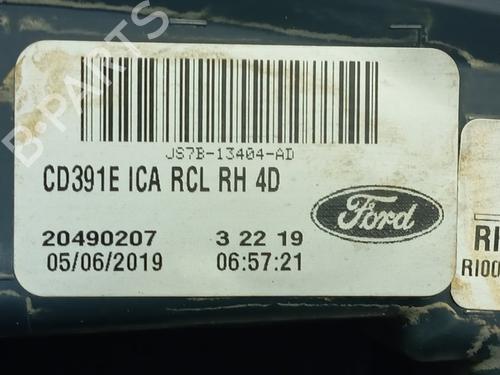 B-PARTS
JS7B-13404-AD
CD391E ICA RCL RH 4D
Ford
20490207 3 22 19
05/06/2019 06:57:21
RI
RI00